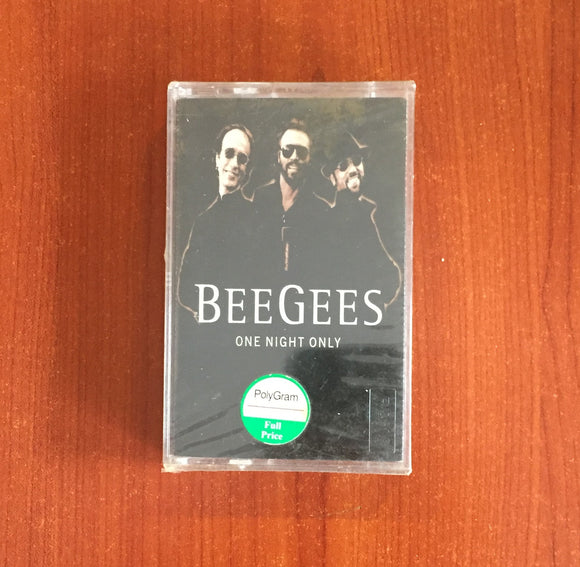 BEEGEES
ONE NIGHT ONLY
PolyGram
Full
Price